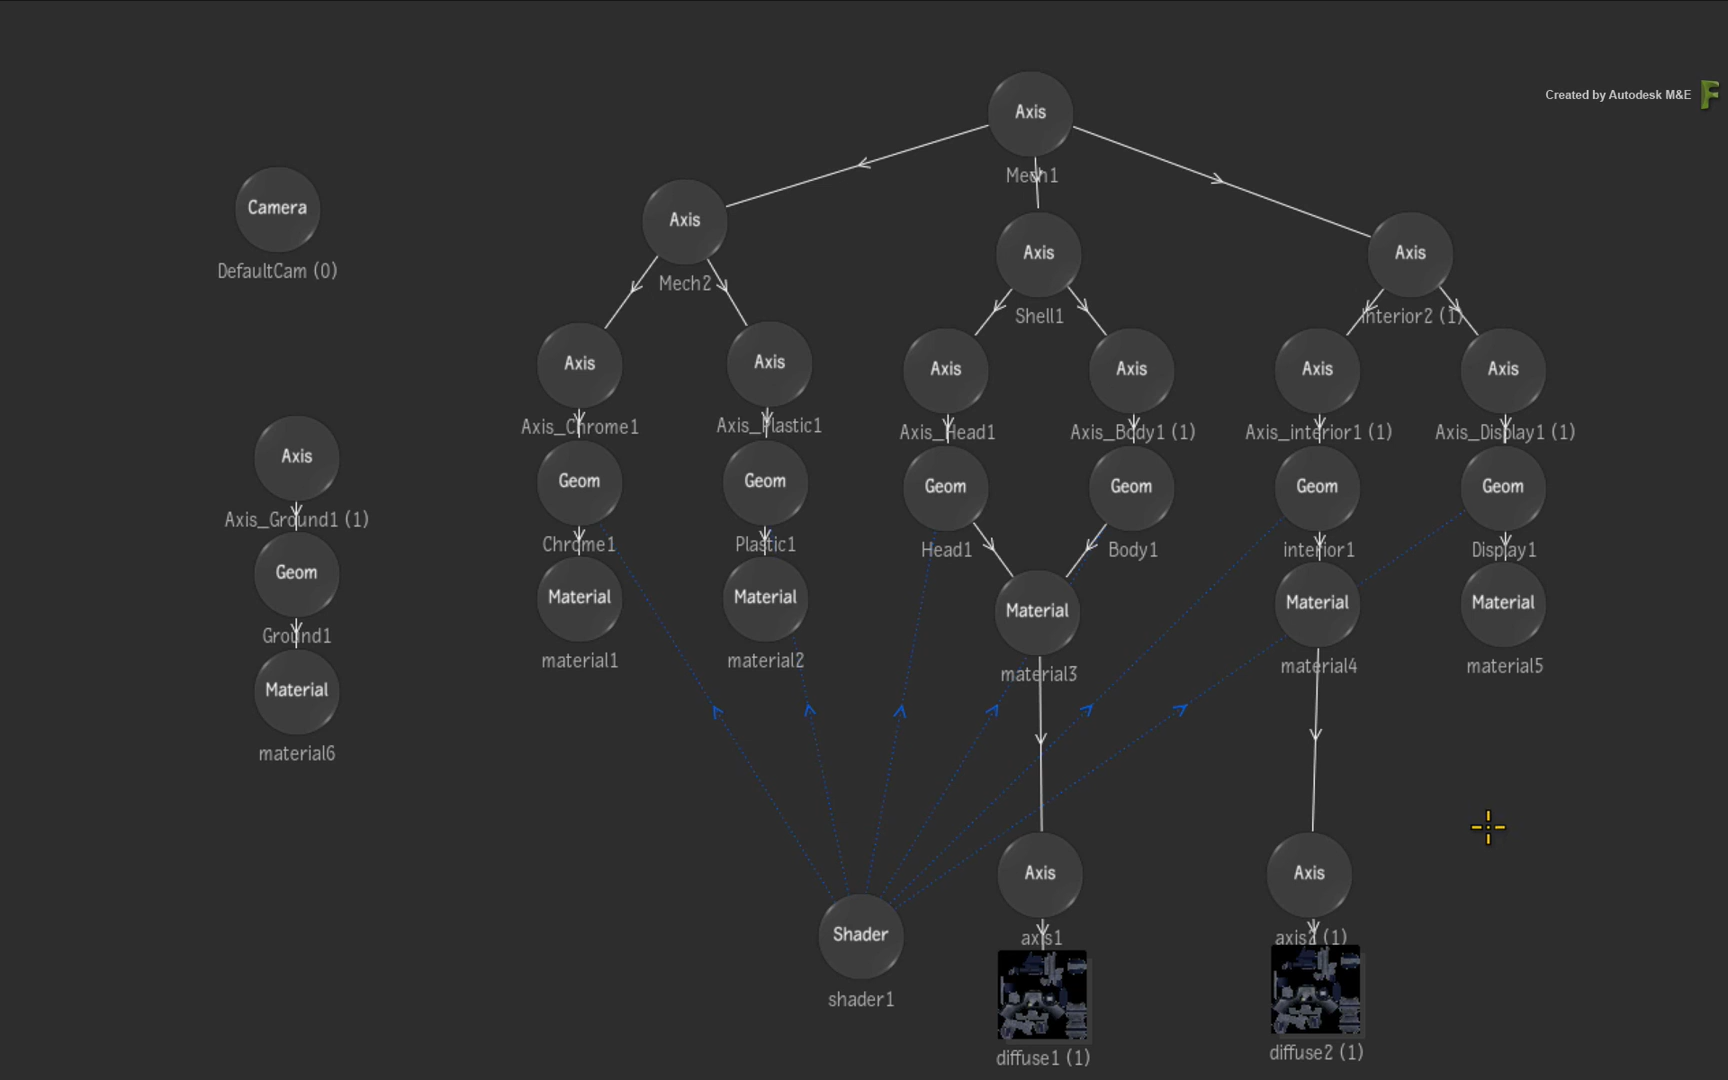 Created by Autodesk M&E
Axis
Mech1
Camera
DefaultCam (0)
Axis
Mech2
Axis
Shell1
Axis
Interior2 (1)
Axis
Axis_Chrome1
Axis
Axis_Plastic1
Axis
Axis_Head1
Axis
Axis_Body1 (1)
Axis
Axis_interior1 (1)
Axis
Axis_Display1 (1)
Axis
Axis_Ground1 (1)
Geom
Chrome1
Geom
Plastic1
Geom
Head1
Geom
Body1
Geom
interior1
Geom
Display1
Geom
Ground1
Material
material1
Material
material2
Material
material3
Material
material4
Material
material5
Material
material6
Shader
shader1
Axis
axis1
Axis
axis2 (1)
diffuse1 (1)
diffuse2 (1)